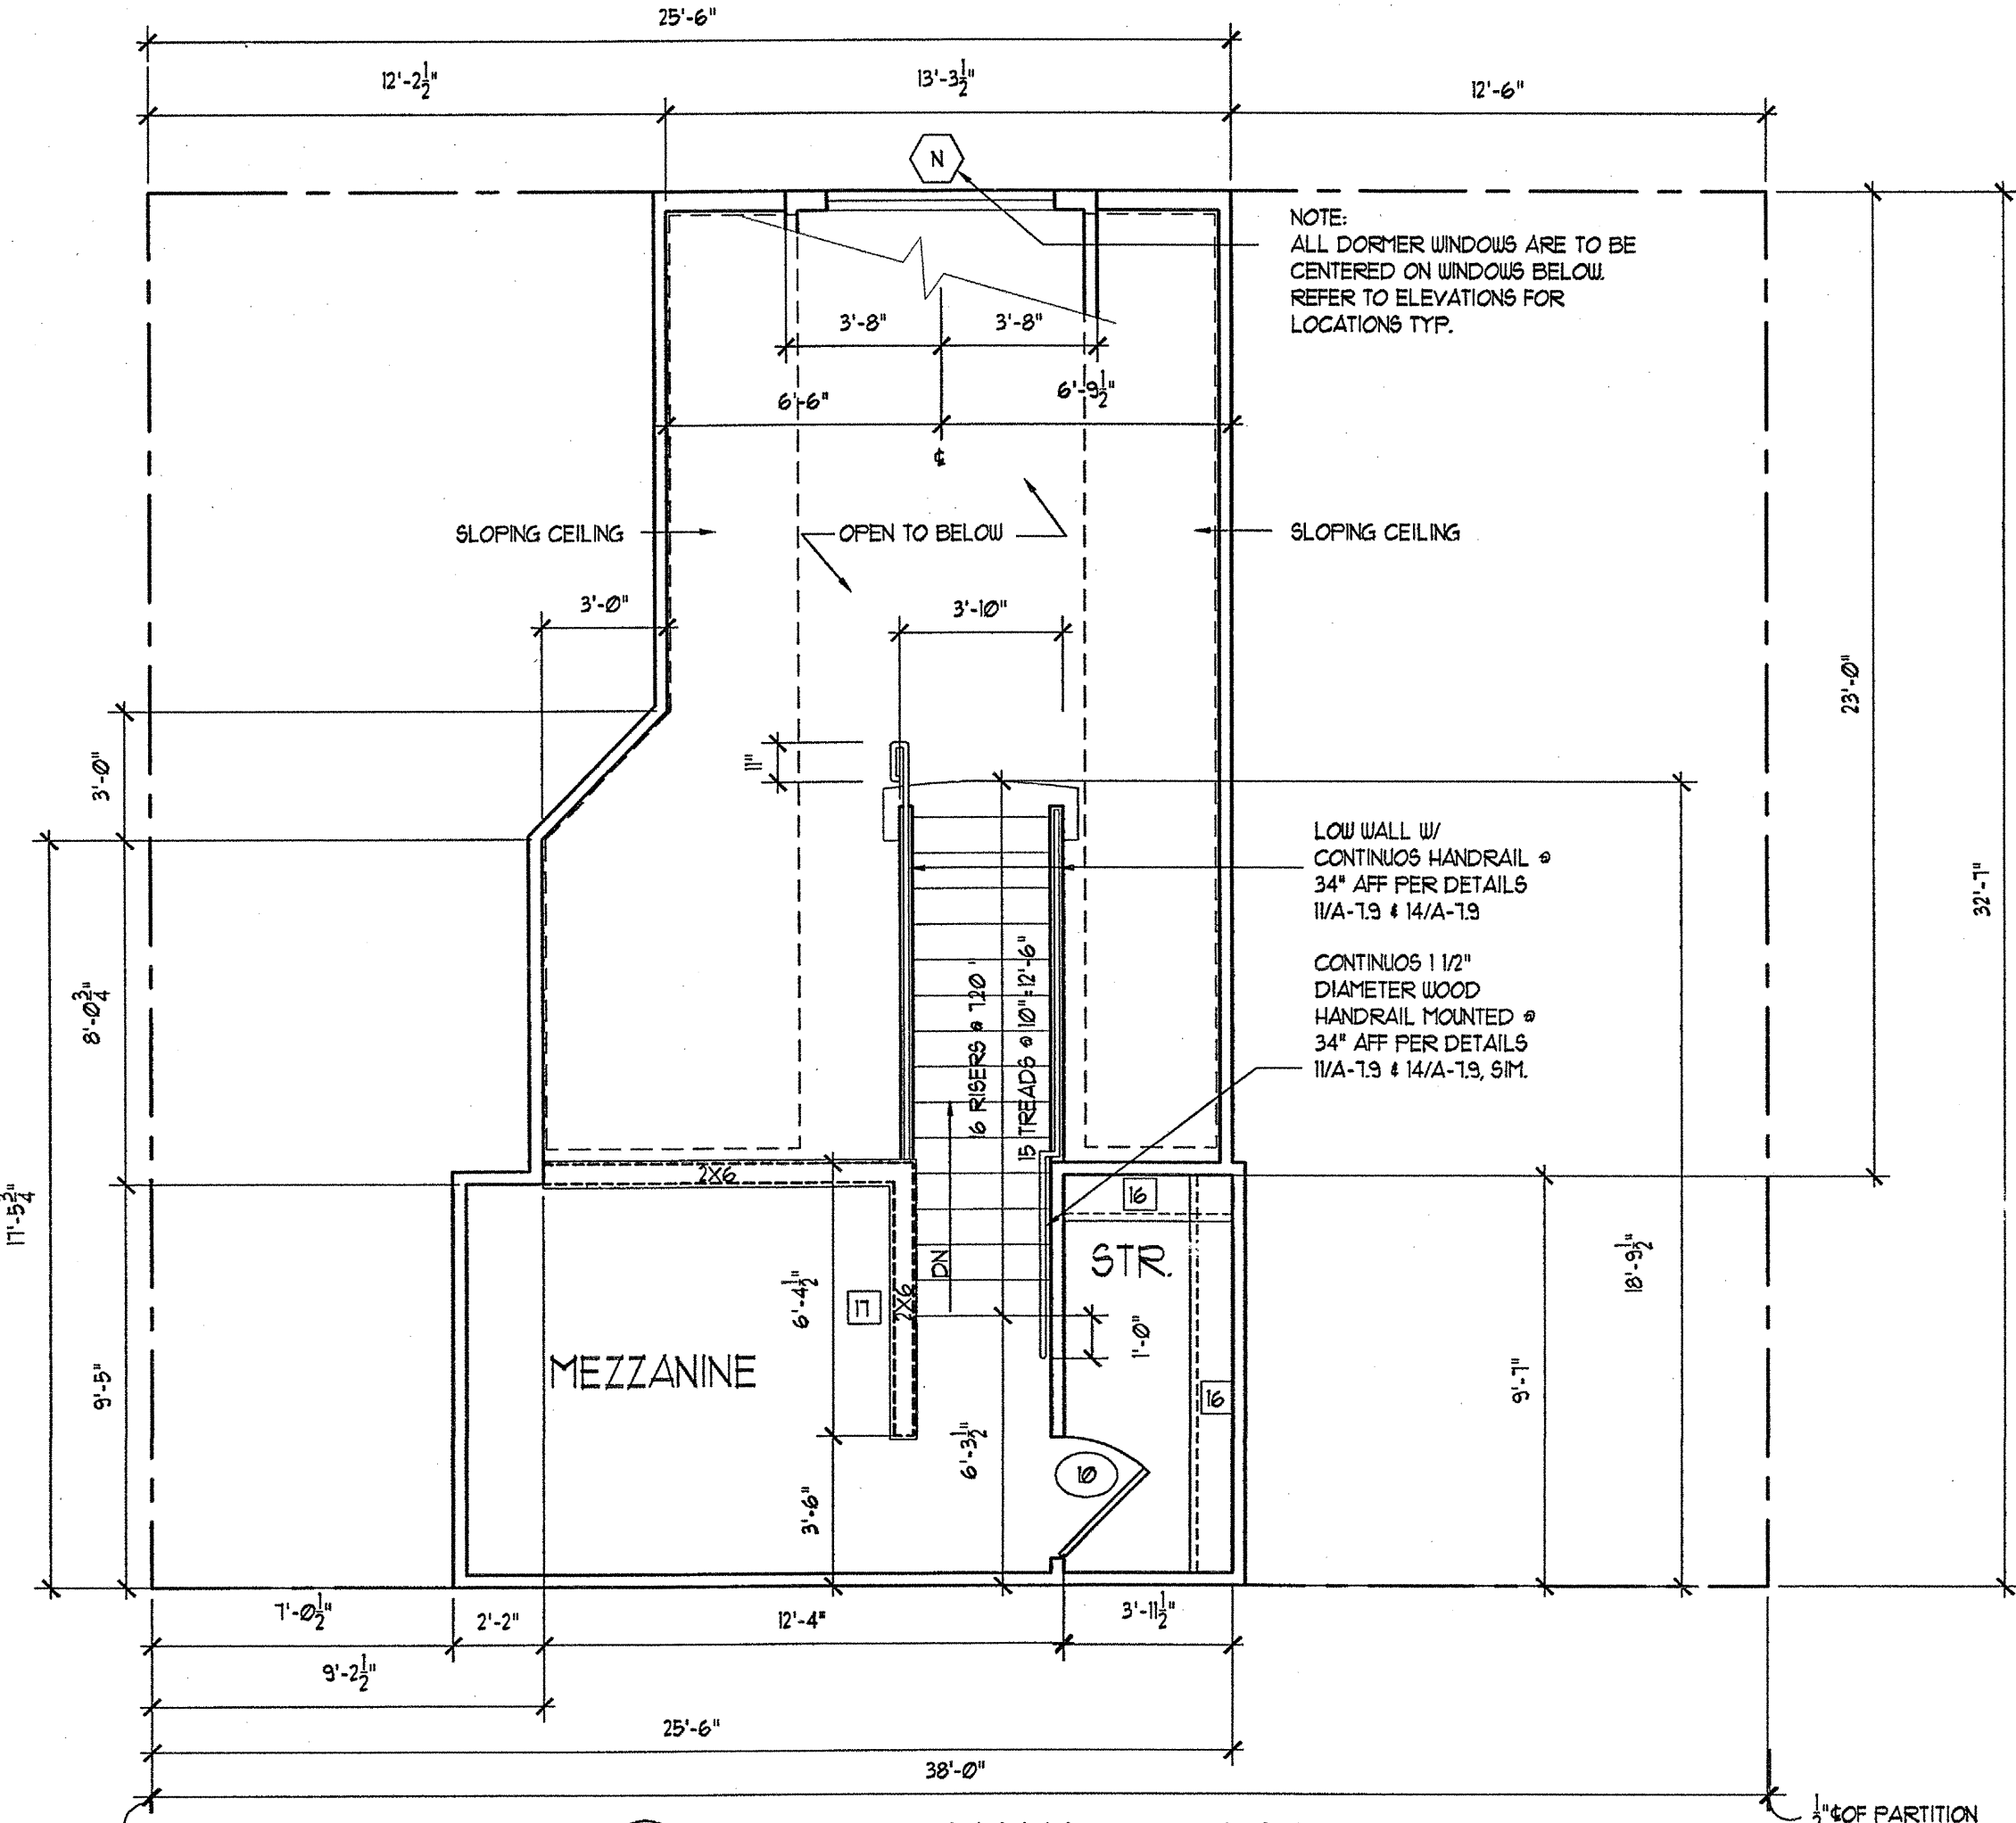 25'-6"
12'-2 1/2"
13'-3 1/2"
12'-6"
N
NOTE:
ALL DORMER WINDOWS ARE TO BE
CENTERED ON WINDOWS BELOW.
REFER TO ELEVATIONS FOR
LOCATIONS TYP.
3'-8"
3'-8"
6'-6"
6'-9 1/2"
℄
SLOPING CEILING
OPEN TO BELOW
SLOPING CEILING
3'-0"
3'-10"
23'-0"
32'-7"
3'-0"
11"
LOW WALL W/
CONTINUOS HANDRAIL @
34" AFF PER DETAILS
11/A-7.9 & 14/A-7.9
CONTINUOS 1 1/2"
DIAMETER WOOD
HANDRAIL MOUNTED @
34" AFF PER DETAILS
11/A-7.9 & 14/A-7.9, SIM.
8'-0 3/4"
16 RISERS @ 7.20"
15 TREADS @ 10"=12'-6"
17'-5 3/4"
2X6
16
STR.
DN
6'-4 1/2"
17
2X6
18'-9 1/2"
1'-0"
MEZZANINE
9'-5"
16
9'-7"
6'-3 1/2"
10
3'-6"
7'-0 1/2"
2'-2"
12'-4"
3'-11 1/2"
9'-2 1/2"
25'-6"
38'-0"
1/2" ℄ OF PARTITION